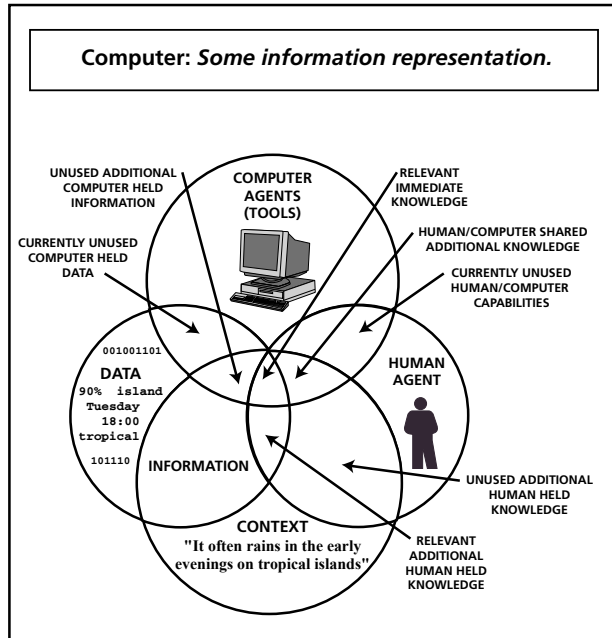 Computer: Some information representation.
UNUSED ADDITIONAL
COMPUTER HELD
INFORMATION
COMPUTER
AGENTS
(TOOLS)
RELEVANT
IMMEDIATE
KNOWLEDGE
HUMAN/COMPUTER SHARED
ADDITIONAL KNOWLEDGE
CURRENTLY UNUSED
COMPUTER HELD
DATA
CURRENTLY UNUSED
HUMAN/COMPUTER
CAPABILITIES
001001101
DATA
90% island
Tuesday
18:00
tropical
101110
HUMAN
AGENT
INFORMATION
UNUSED ADDITIONAL
HUMAN HELD
KNOWLEDGE
CONTEXT
"It often rains in the early
evenings on tropical islands"
RELEVANT
ADDITIONAL
HUMAN HELD
KNOWLEDGE